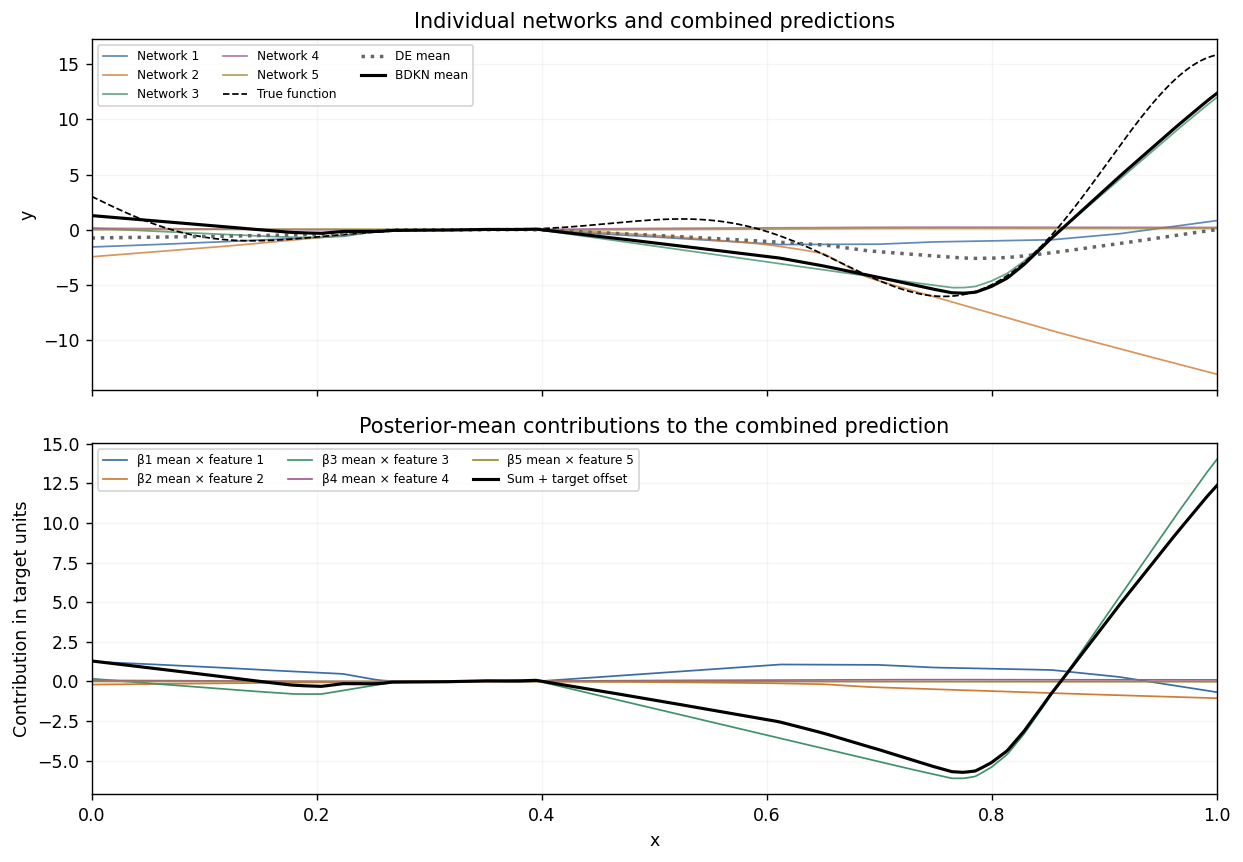 Individual networks and combined predictions
Network 1
Network 2
Network 3
Network 4
Network 5
True function
DE mean
BDKN mean
15
10
5
0
−5
−10
y
Posterior-mean contributions to the combined prediction
β1 mean × feature 1
β2 mean × feature 2
β3 mean × feature 3
β4 mean × feature 4
β5 mean × feature 5
Sum + target offset
15.0
12.5
10.0
7.5
5.0
2.5
0.0
−2.5
−5.0
Contribution in target units
0.0 0.2 0.4 0.6 0.8 1.0
x